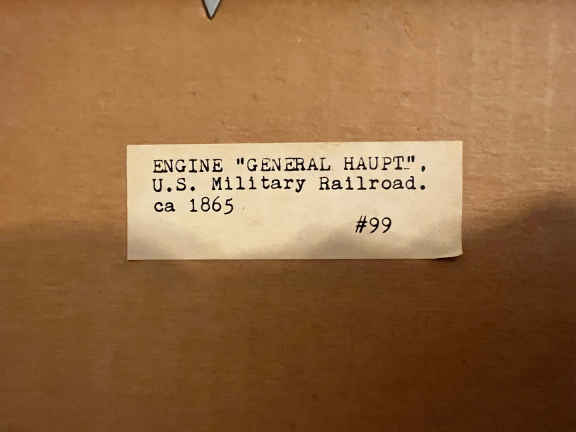 ENGINE "GENERAL HAUPT",
U.S. Military Railroad.
ca 1865
#99